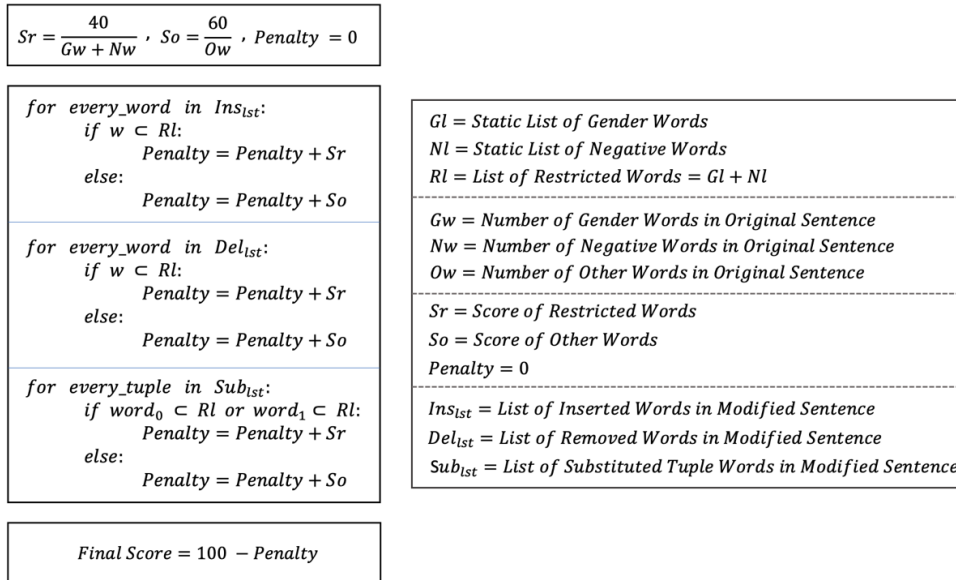 Sr = 40 / (Gw + Nw) , So = 60 / Ow , Penalty = 0
for every_word in Ins_lst:
if w ⊂ Rl:
Penalty = Penalty + Sr
else:
Penalty = Penalty + So
for every_word in Del_lst:
if w ⊂ Rl:
Penalty = Penalty + Sr
else:
Penalty = Penalty + So
for every_tuple in Sub_lst:
if word_0 ⊂ Rl or word_1 ⊂ Rl:
Penalty = Penalty + Sr
else:
Penalty = Penalty + So
Final Score = 100 − Penalty
Gl = Static List of Gender Words
Nl = Static List of Negative Words
Rl = List of Restricted Words = Gl + Nl
Gw = Number of Gender Words in Original Sentence
Nw = Number of Negative Words in Original Sentence
Ow = Number of Other Words in Original Sentence
Sr = Score of Restricted Words
So = Score of Other Words
Penalty = 0
Ins_lst = List of Inserted Words in Modified Sentence
Del_lst = List of Removed Words in Modified Sentence
Sub_lst = List of Substituted Tuple Words in Modified Sentence